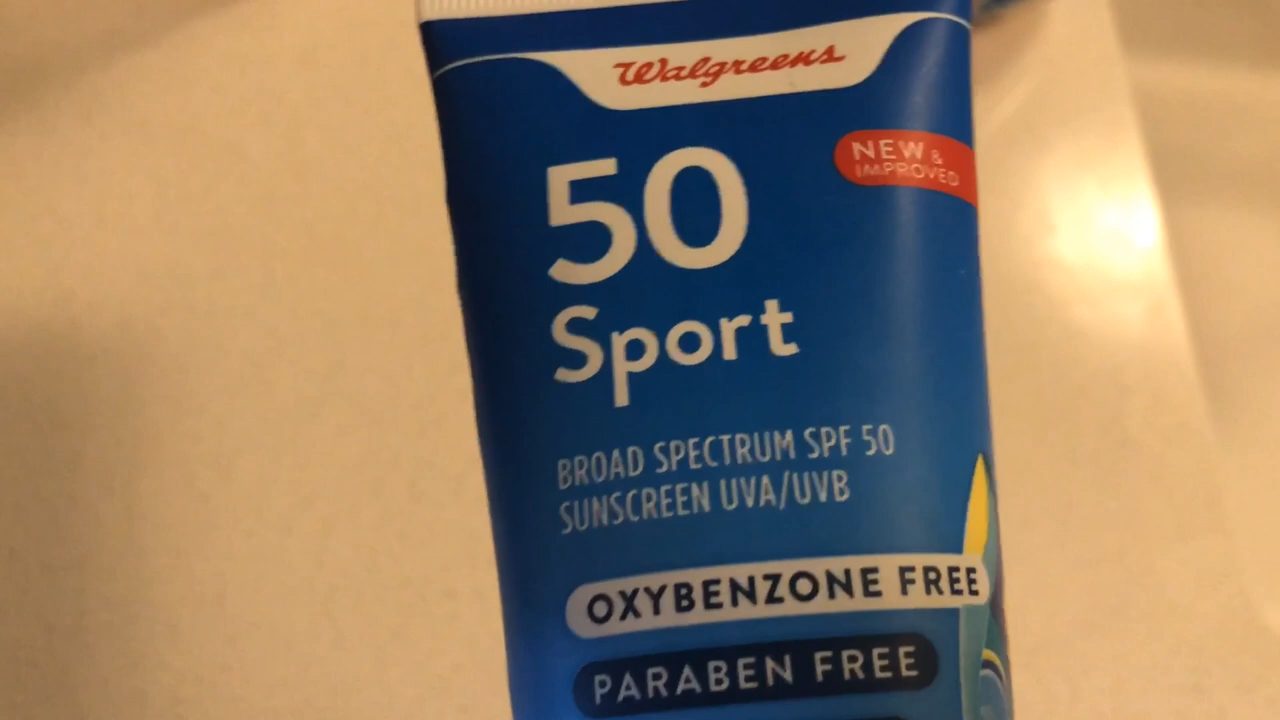 Walgreens
NEW &
IMPROVED
50
Sport
BROAD SPECTRUM SPF 50
SUNSCREEN UVA/UVB
OXYBENZONE FREE
PARABEN FREE